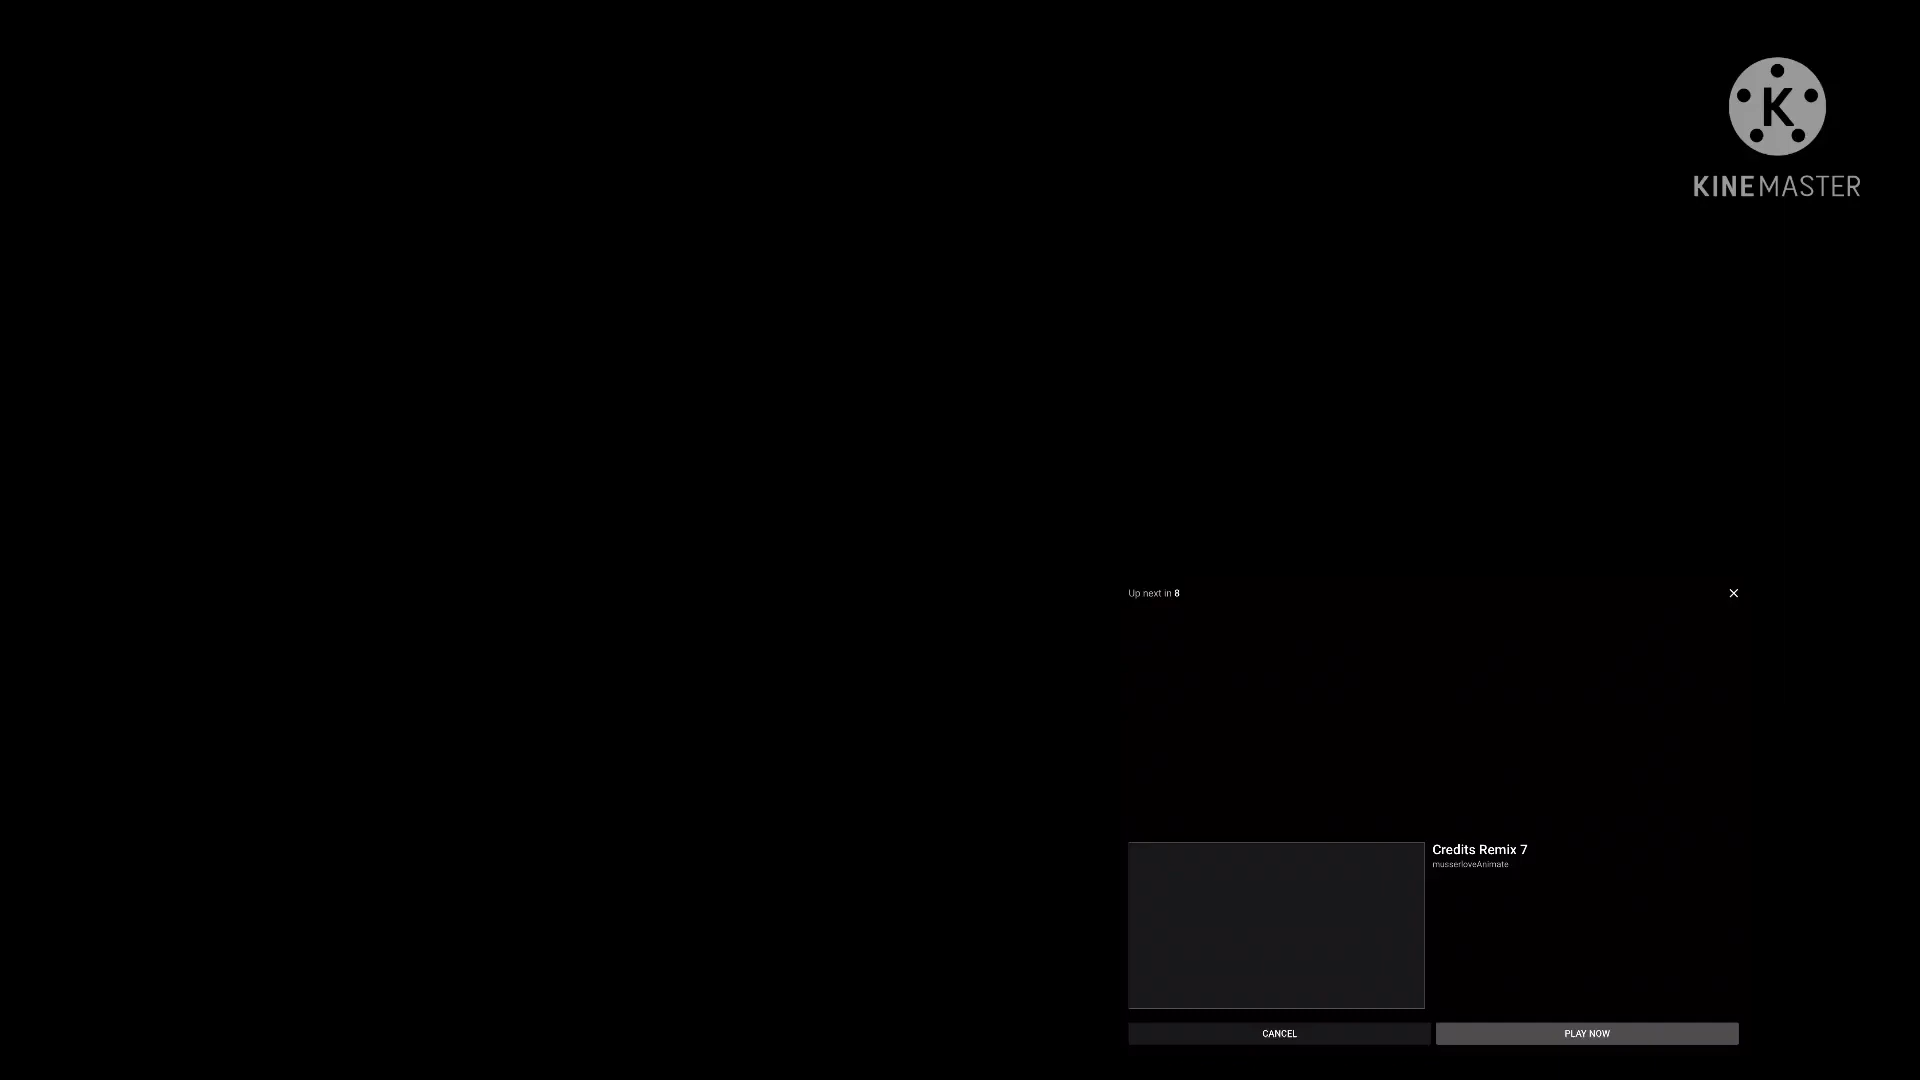 K
KINEMASTER
Up next in 8
Credits Remix 7
musserloveAnimate
CANCEL
PLAY NOW